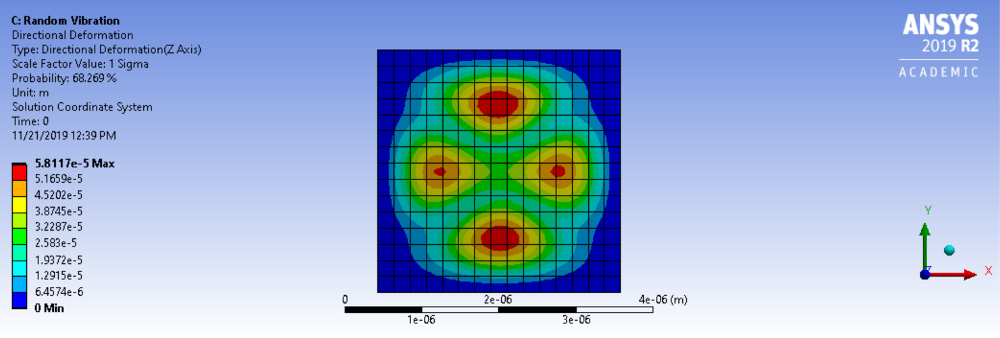 C: Random Vibration
Directional Deformation
Type: Directional Deformation(Z Axis)
Scale Factor Value: 1 Sigma
Probability: 68.269 %
Unit: m
Solution Coordinate System
Time: 0
11/21/2019 12:39 PM
5.8117e-5 Max
5.1659e-5
4.5202e-5
3.8745e-5
3.2287e-5
2.583e-5
1.9372e-5
1.2915e-5
6.4574e-6
0 Min
ANSYS
2019 R2
ACADEMIC
0 2e-06 4e-06 (m)
1e-06 3e-06
Y
Z
X